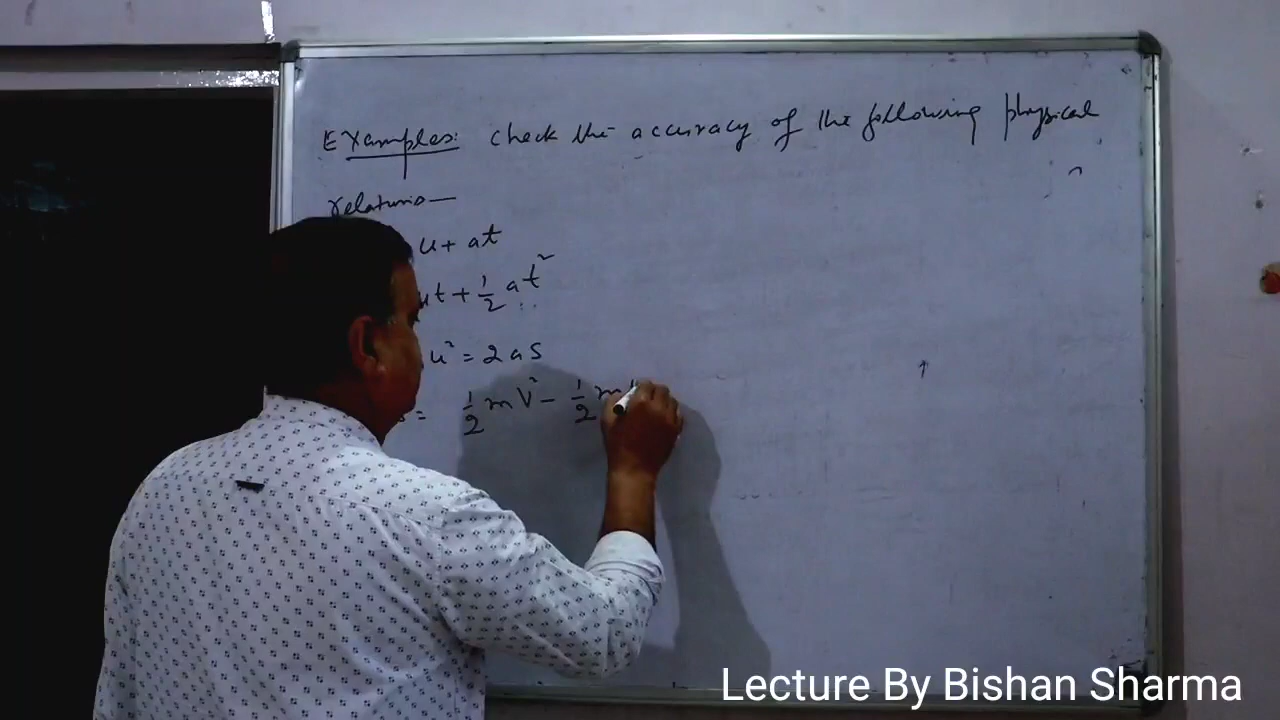 Examples: Check the accuracy of the following physical
relations—
u + at
ut + 1/2 at²
u² = 2as
s = 1/2 mv² - 1/2 m
Lecture By Bishan Sharma